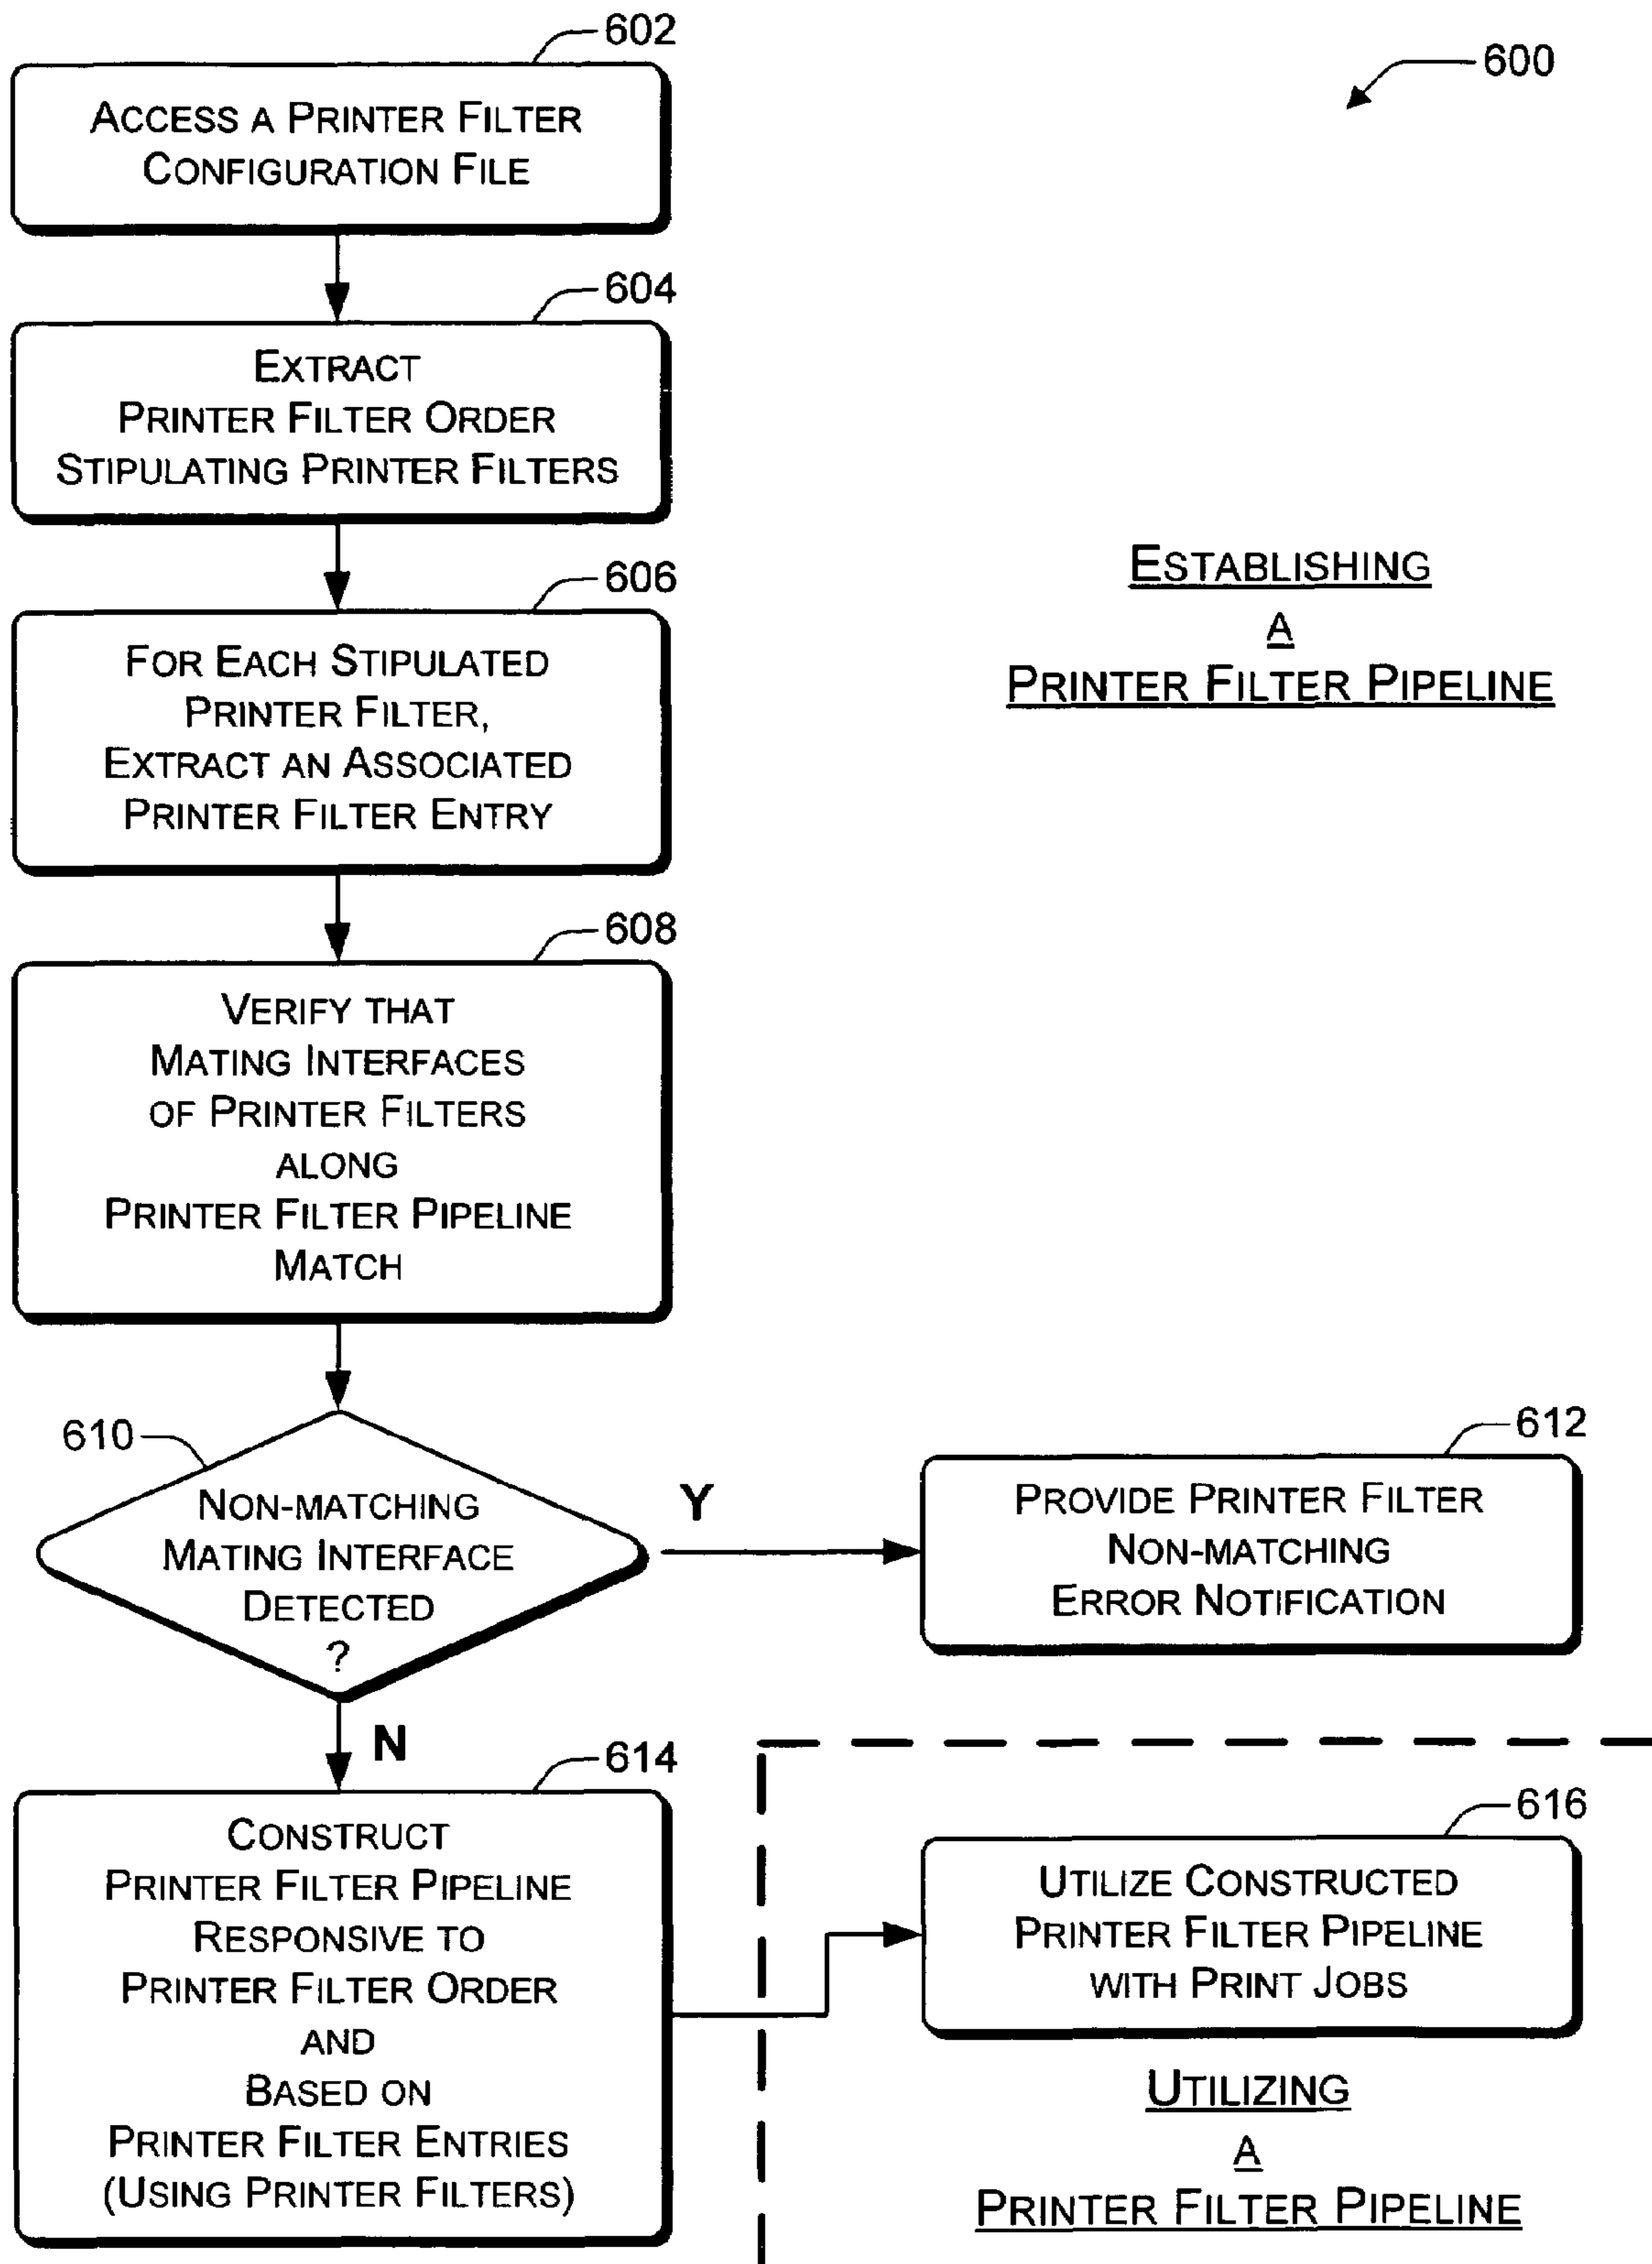 602
600
ACCESS A PRINTER FILTER
CONFIGURATION FILE
604
EXTRACT
PRINTER FILTER ORDER
STIPULATING PRINTER FILTERS
606
FOR EACH STIPULATED
PRINTER FILTER,
EXTRACT AN ASSOCIATED
PRINTER FILTER ENTRY
ESTABLISHING
A
PRINTER FILTER PIPELINE
608
VERIFY THAT
MATING INTERFACES
OF PRINTER FILTERS
ALONG
PRINTER FILTER PIPELINE
MATCH
610
NON-MATCHING
MATING INTERFACE
DETECTED
?
Y
612
PROVIDE PRINTER FILTER
NON-MATCHING
ERROR NOTIFICATION
N
614
CONSTRUCT
PRINTER FILTER PIPELINE
RESPONSIVE TO
PRINTER FILTER ORDER
AND
BASED ON
PRINTER FILTER ENTRIES
(USING PRINTER FILTERS)
616
UTILIZE CONSTRUCTED
PRINTER FILTER PIPELINE
WITH PRINT JOBS
UTILIZING
A
PRINTER FILTER PIPELINE